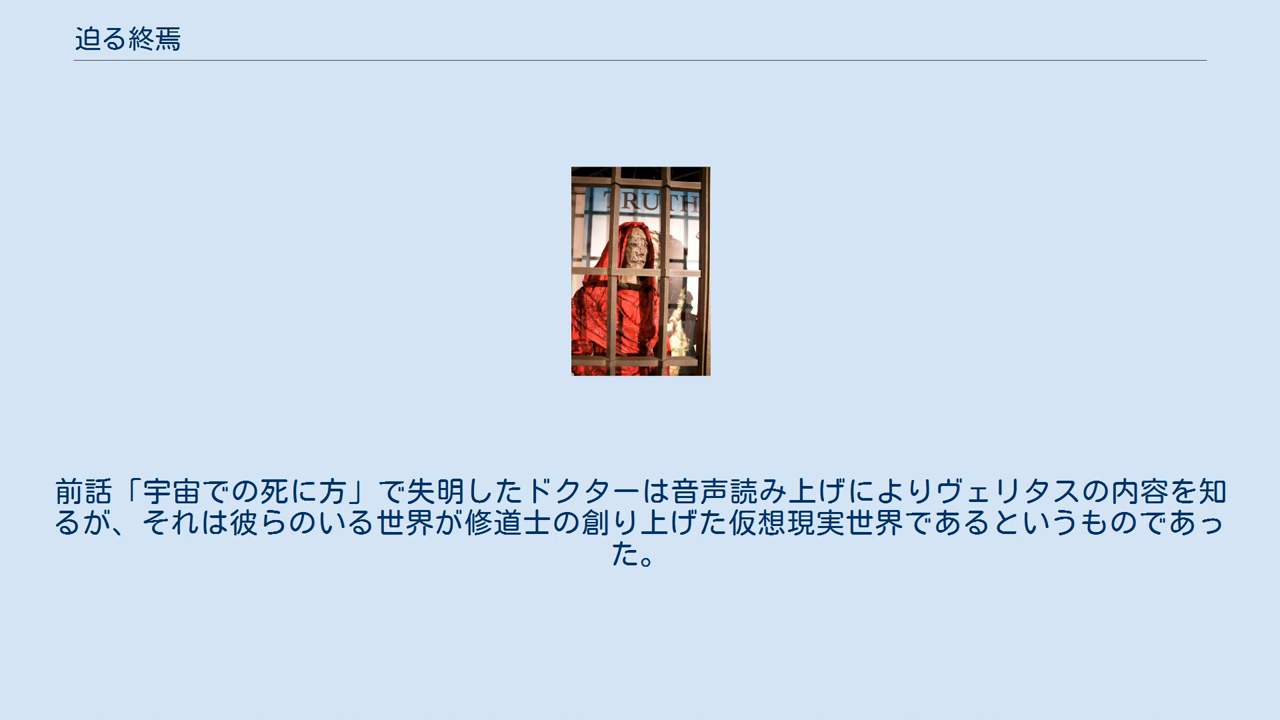 迫る終焉
TRUTH
前話「宇宙での死に方」で失明したドクターは音声読み上げによりヴェリタスの内容を知
るが、それは彼らのいる世界が修道士の創り上げた仮想現実世界であるというものであっ
た。